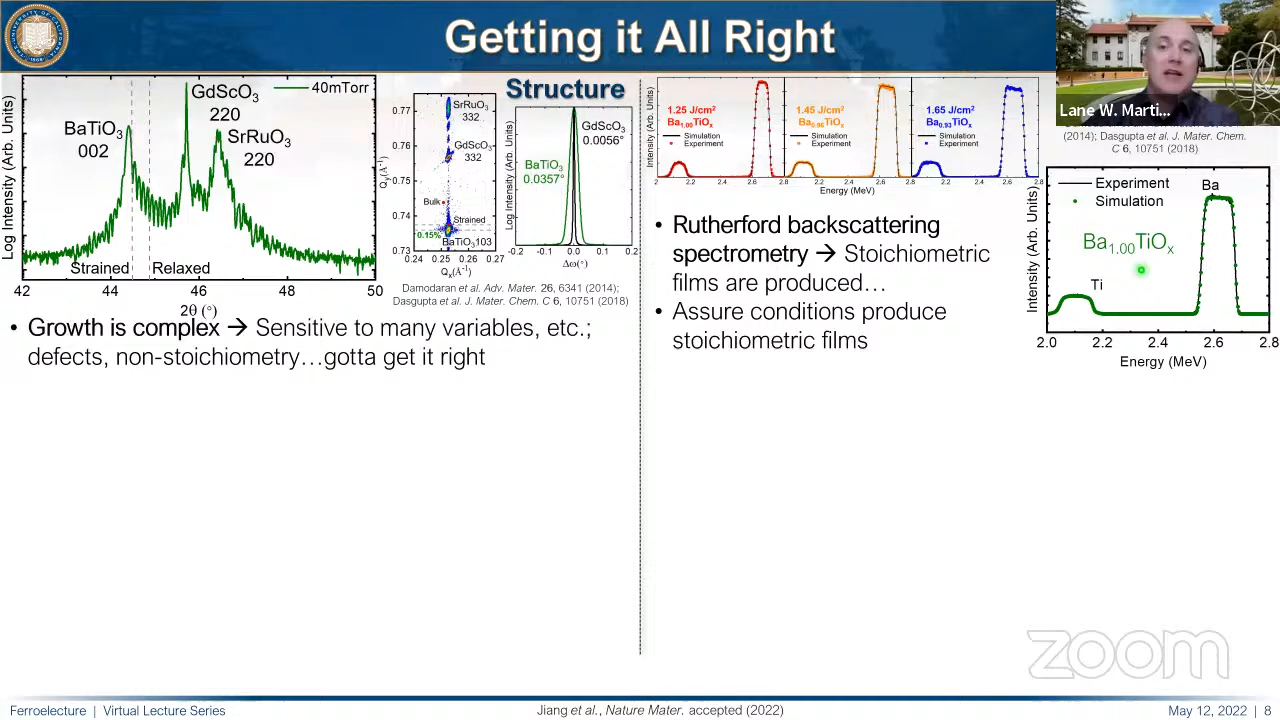 Getting it All Right
Lane W. Marti...
Structure
40mTorr
GdScO3
220
BaTiO3
002
SrRuO3
220
Strained
Relaxed
Log Intensity (Arb. Units)
42
44
46
48
50
2θ (°)
SrRuO3
332
GdScO3
332
Bulk
Strained
0.15%
BaTiO3 103
0.77
0.76
0.75
0.74
0.73
0.24 0.25 0.26 0.27
Qy(Å-1)
Qx(Å-1)
GdScO3
0.0056°
BaTiO3
0.0357°
Log Intensity (Arb. Units)
-0.2 -0.1 0.0 0.1 0.2
Δω(°)
Damodaran et al. Adv. Mater. 26, 6341 (2014);
Dasgupta et al. J. Mater. Chem. C 6, 10751 (2018)
• Growth is complex → Sensitive to many variables, etc.;
defects, non-stoichiometry…gotta get it right
1.25 J/cm2
Ba1.00TiOx
Simulation
Experiment
1.45 J/cm2
Ba0.96TiOx
Simulation
Experiment
1.65 J/cm2
Ba0.93TiOx
Simulation
Experiment
Intensity (Arb. Units)
2 2.2 2.4 2.6 2.8 2.2 2.4 2.6 2.8 2.2 2.4 2.6 2.8
Energy (MeV)
(2014); Dasgupta et al. J. Mater. Chem.
C 6, 10751 (2018)
• Rutherford backscattering
spectrometry → Stoichiometric
films are produced…
• Assure conditions produce
stoichiometric films
Experiment
Simulation
Ba
Ba1.00TiOx
Ti
Intensity (Arb. Units)
2.0 2.2 2.4 2.6 2.8
Energy (MeV)
zoom
Ferroelecture | Virtual Lecture Series
Jiang et al., Nature Mater. accepted (2022)
May 12, 2022 | 8